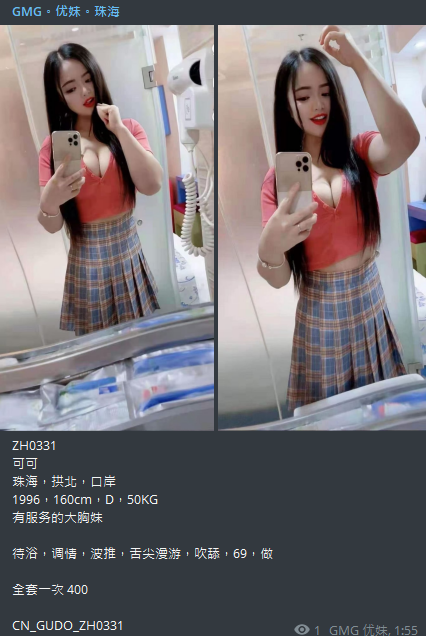 GMG。优妹。珠海
ZH0331
可可
珠海，拱北，口岸
1996，160cm，D，50KG
有服务的大胸妹
待浴，调情，波推，舌尖漫游，吹舔，69，做
全套一次 400
CN_GUDO_ZH0331
1 GMG 优妹, 1:55